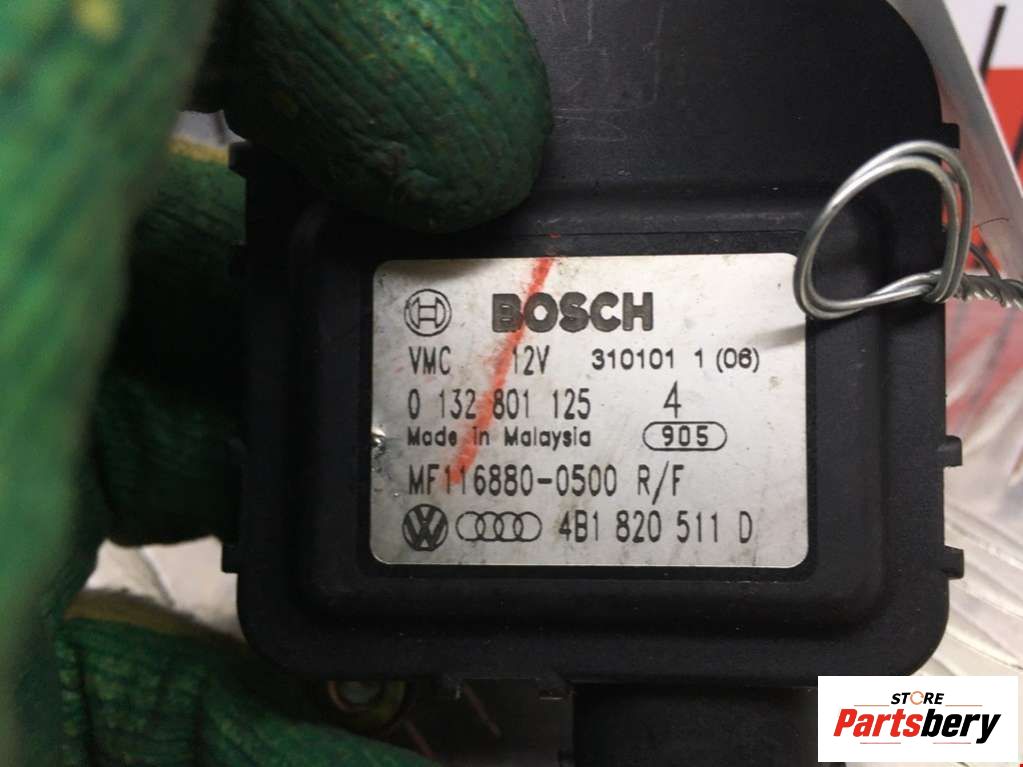 BOSCH
VMC 12V 310101 1 (06)
0 132 801 125 4
Made in Malaysia 905
MF116880-0500 R/F
4B1 820 511 D
STORE
Partsbery